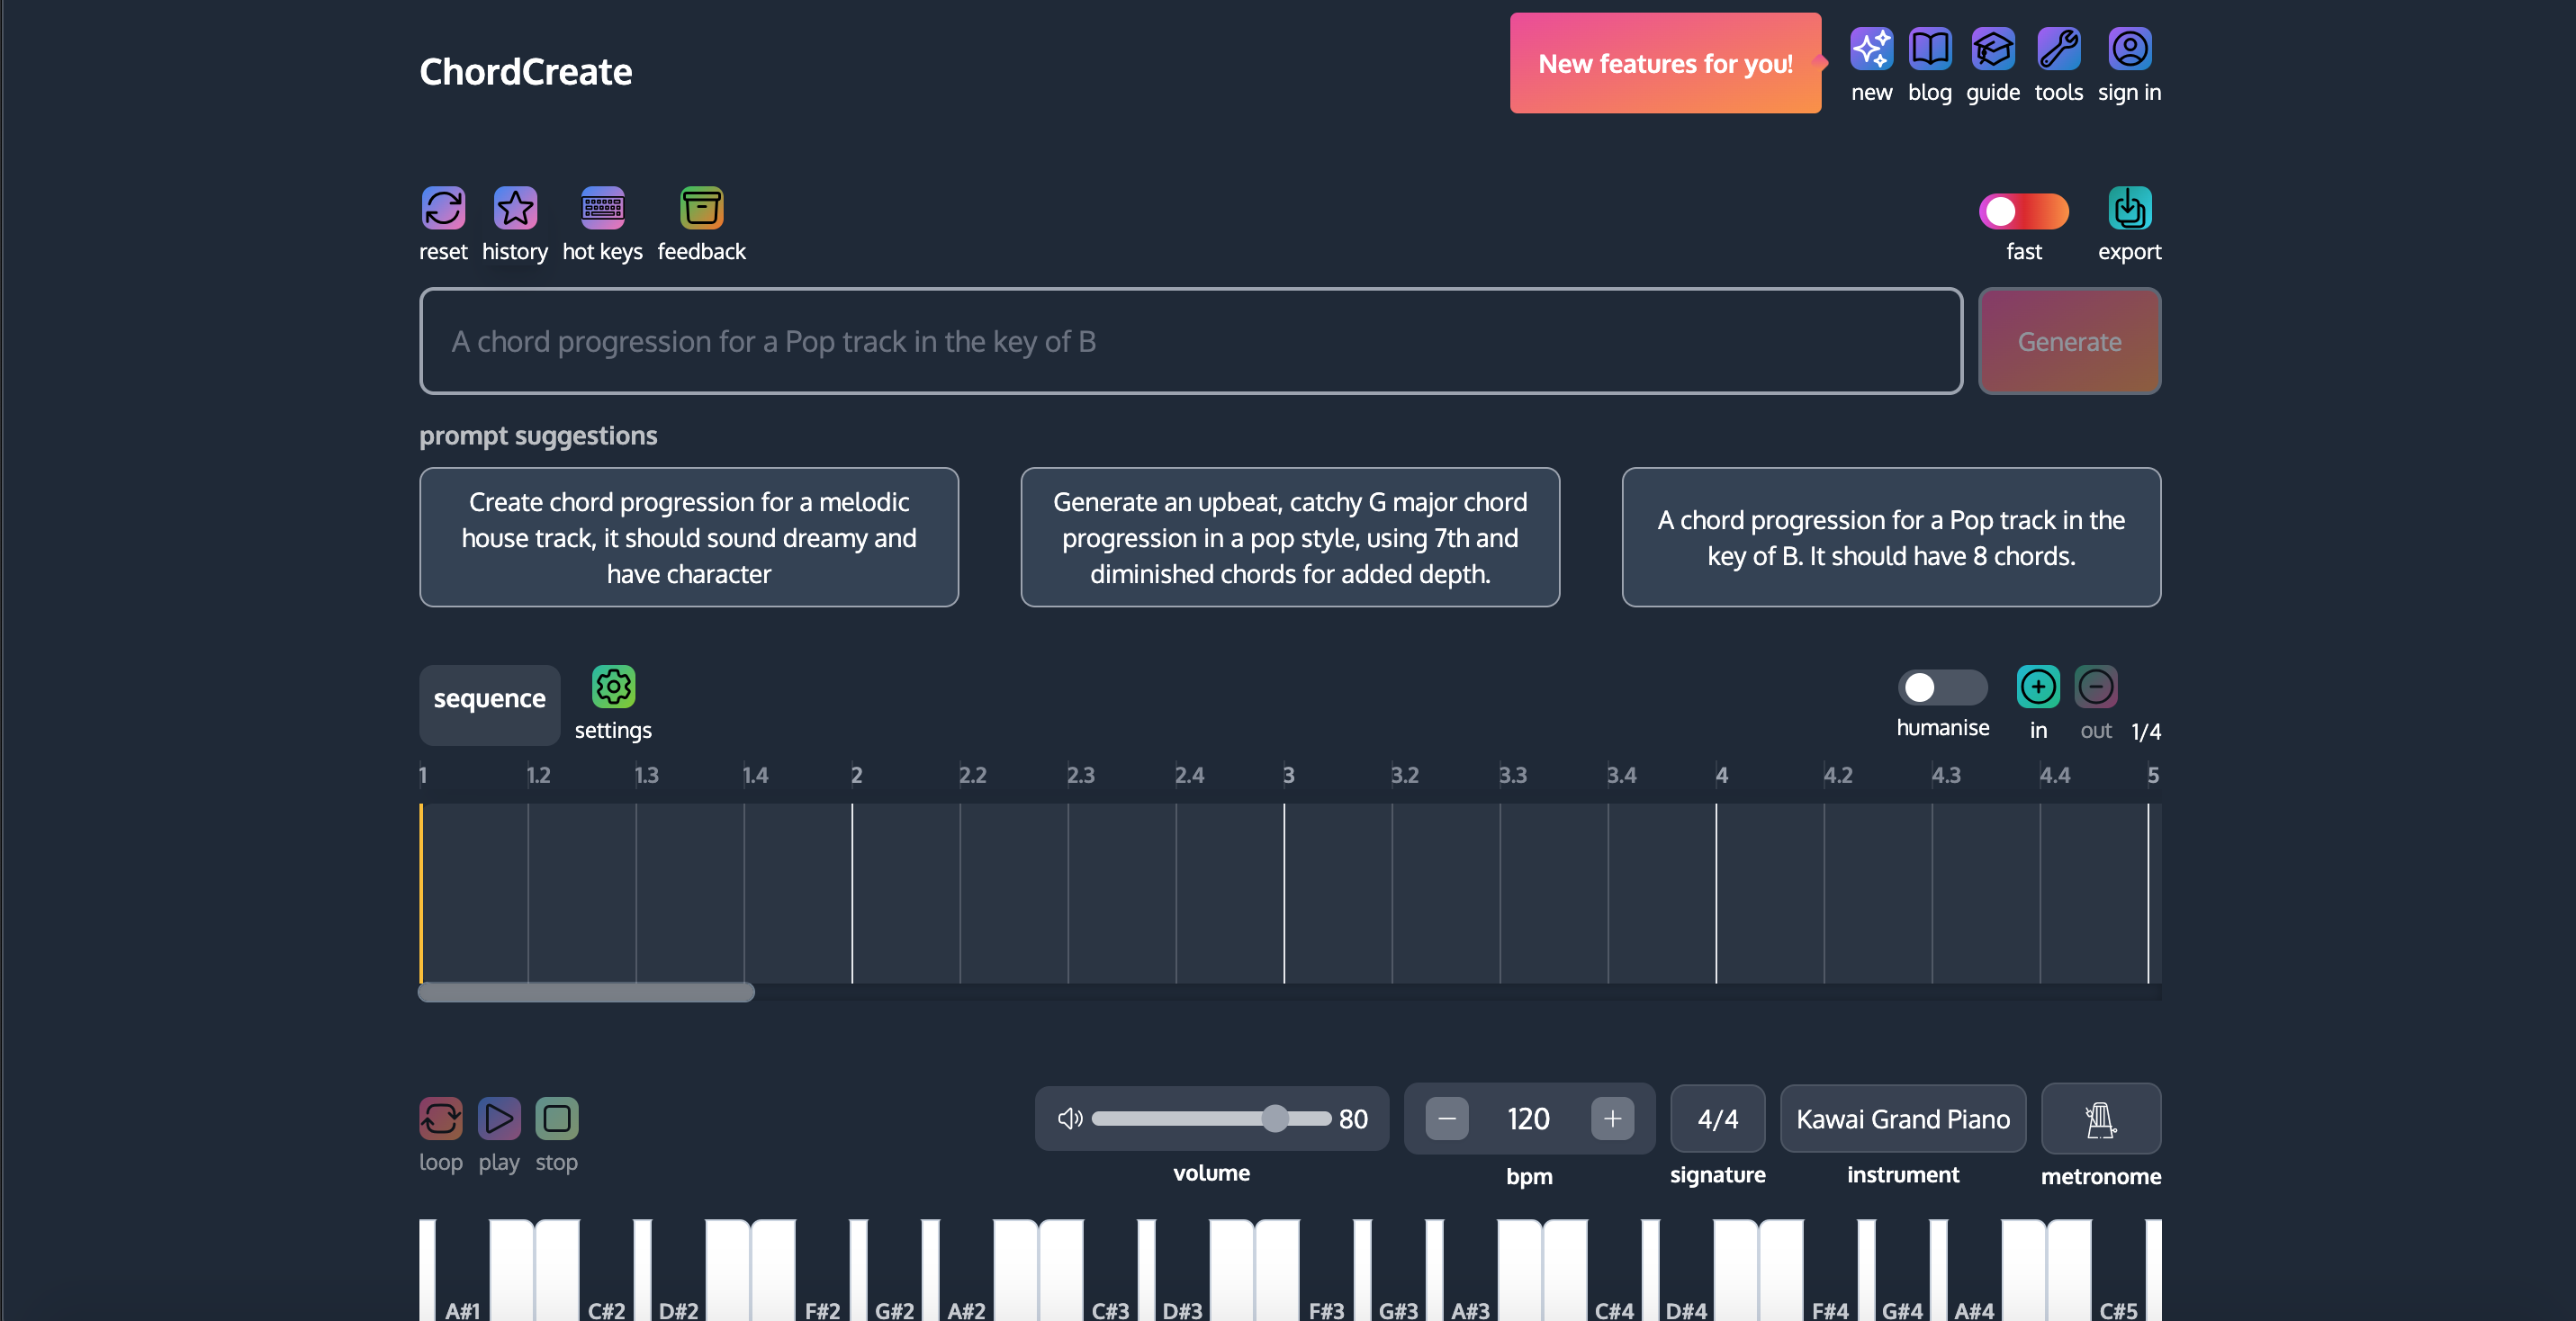 ChordCreate
New features for you!
new
blog
guide
tools
sign in
reset
history
hot keys
feedback
fast
export
A chord progression for a Pop track in the key of B
Generate
prompt suggestions
Create chord progression for a melodic
house track, it should sound dreamy and
have character
Generate an upbeat, catchy G major chord
progression in a pop style, using 7th and
diminished chords for added depth.
A chord progression for a Pop track in the
key of B. It should have 8 chords.
sequence
settings
humanise
in
out
1/4
1 1.2 1.3 1.4 2 2.2 2.3 2.4 3 3.2 3.3 3.4 4 4.2 4.3 4.4 5
loop
play
stop
80
volume
120
bpm
4/4
signature
Kawai Grand Piano
instrument
metronome
A#1 C#2 D#2 F#2 G#2 A#2 C#3 D#3 F#3 G#3 A#3 C#4 D#4 F#4 G#4 A#4 C#5